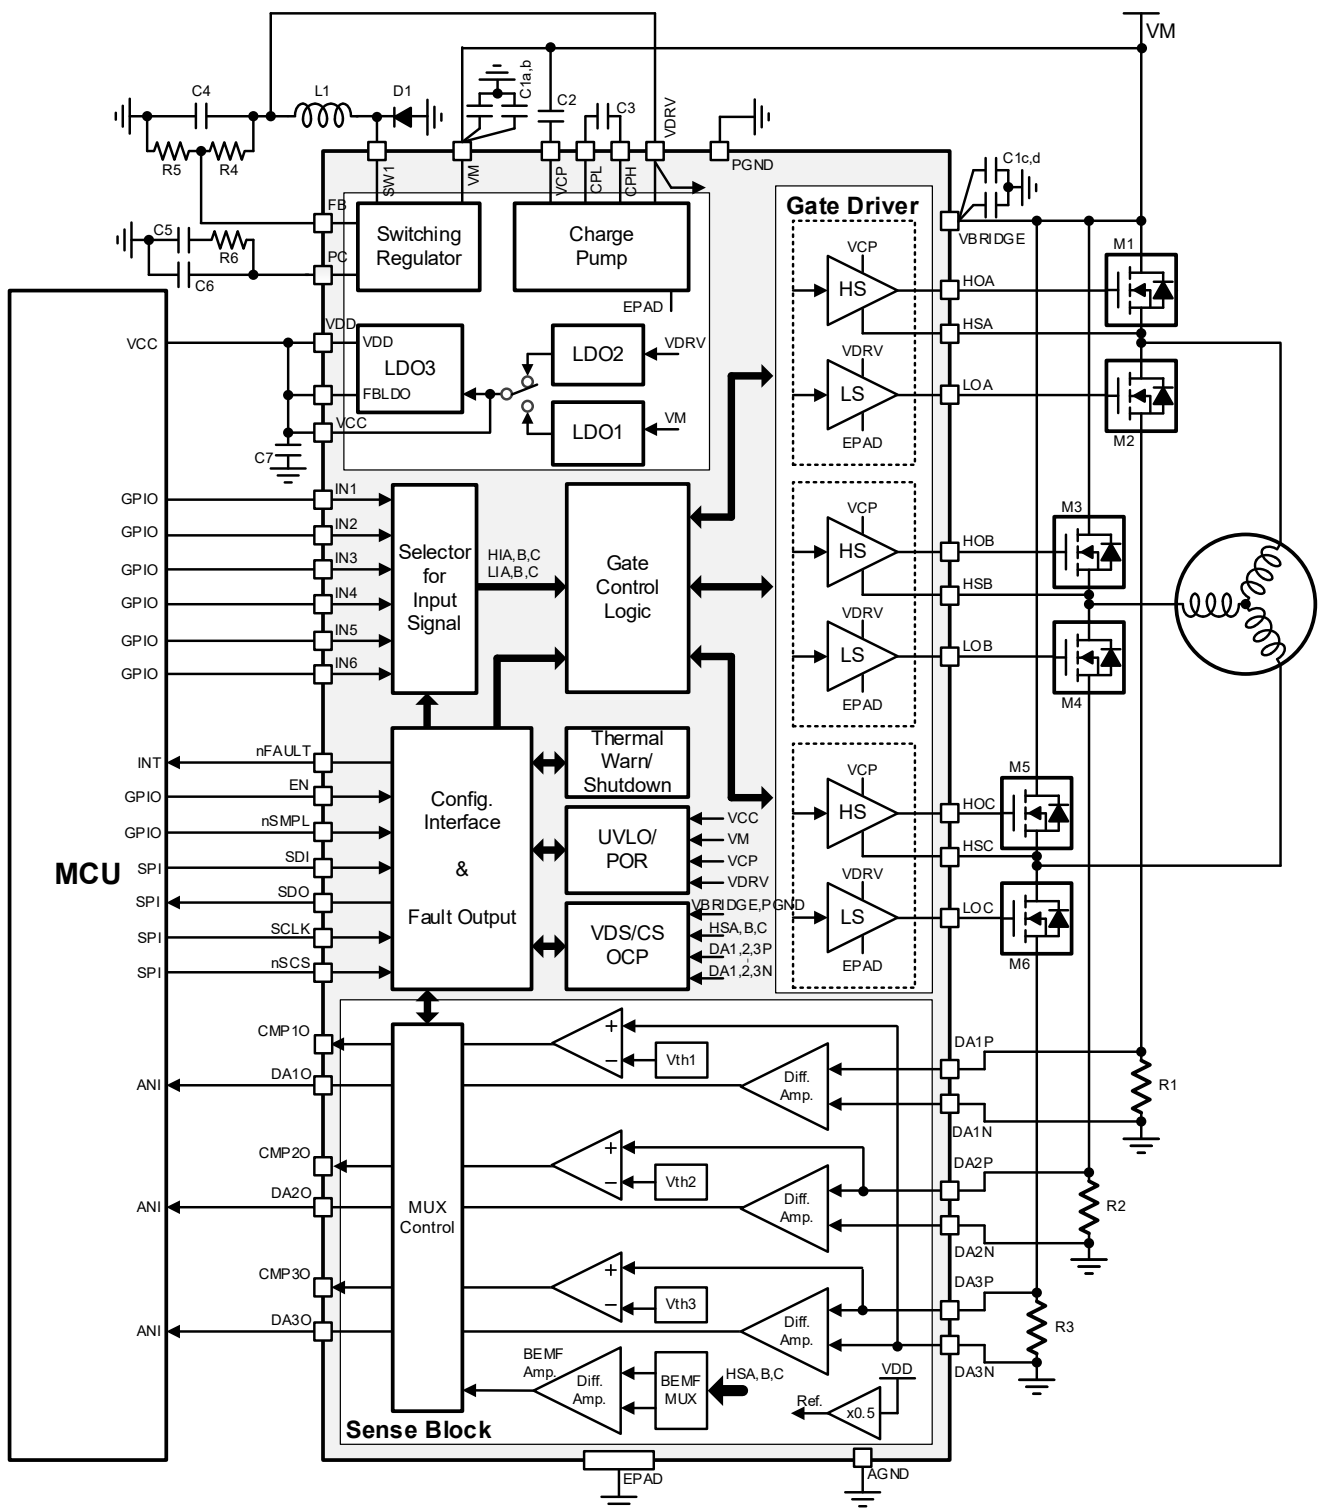 VM
C4
L1
D1
C1a,b
C2
C3
VDRV
R5
R4
SW1
VM
VCP
CPL
CPH
PGND
C1c,d
FB
Switching
Regulator
Charge
Pump
Gate Driver
VBRIDGE
C5
R6
C6
PC
EPAD
VCP
HS
HOA
M1
HSA
VDD
VCC
VDD
LDO3
FBLDO
LDO2
VDRV
VDRV
LS
LOA
EPAD
M2
VCC
LDO1
VM
C7
GPIO
IN1
GPIO
IN2
GPIO
IN3
GPIO
IN4
GPIO
IN5
GPIO
IN6
Selector
for
Input
Signal
HIA,B,C
LIA,B,C
Gate
Control
Logic
VCP
HS
HOB
M3
HSB
VDRV
LS
LOB
EPAD
M4
MCU
INT
nFAULT
GPIO
EN
GPIO
nSMPL
SPI
SDI
SPI
SDO
SPI
SCLK
SPI
nSCS
Config.
Interface
&
Fault Output
Thermal
Warn/
Shutdown
UVLO/
POR
VCC
VM
VCP
VDRV
VDS/CS
OCP
VBRIDGE,PGND
HSA,B,C
DA1,2,3P
DA1,2,3N
VCP
HS
HOC
M5
HSC
VDRV
LS
LOC
EPAD
M6
CMP1O
+
−
Vth1
DA1P
ANI
DA1O
Diff.
Amp.
R1
DA1N
CMP2O
+
−
Vth2
DA2P
ANI
DA2O
MUX
Control
Diff.
Amp.
R2
DA2N
CMP3O
+
−
Vth3
DA3P
ANI
DA3O
Diff.
Amp.
R3
DA3N
BEMF
Amp.
Diff.
Amp.
BEMF
MUX
HSA,B,C
VDD
Ref.
x0.5
Sense Block
EPAD
AGND